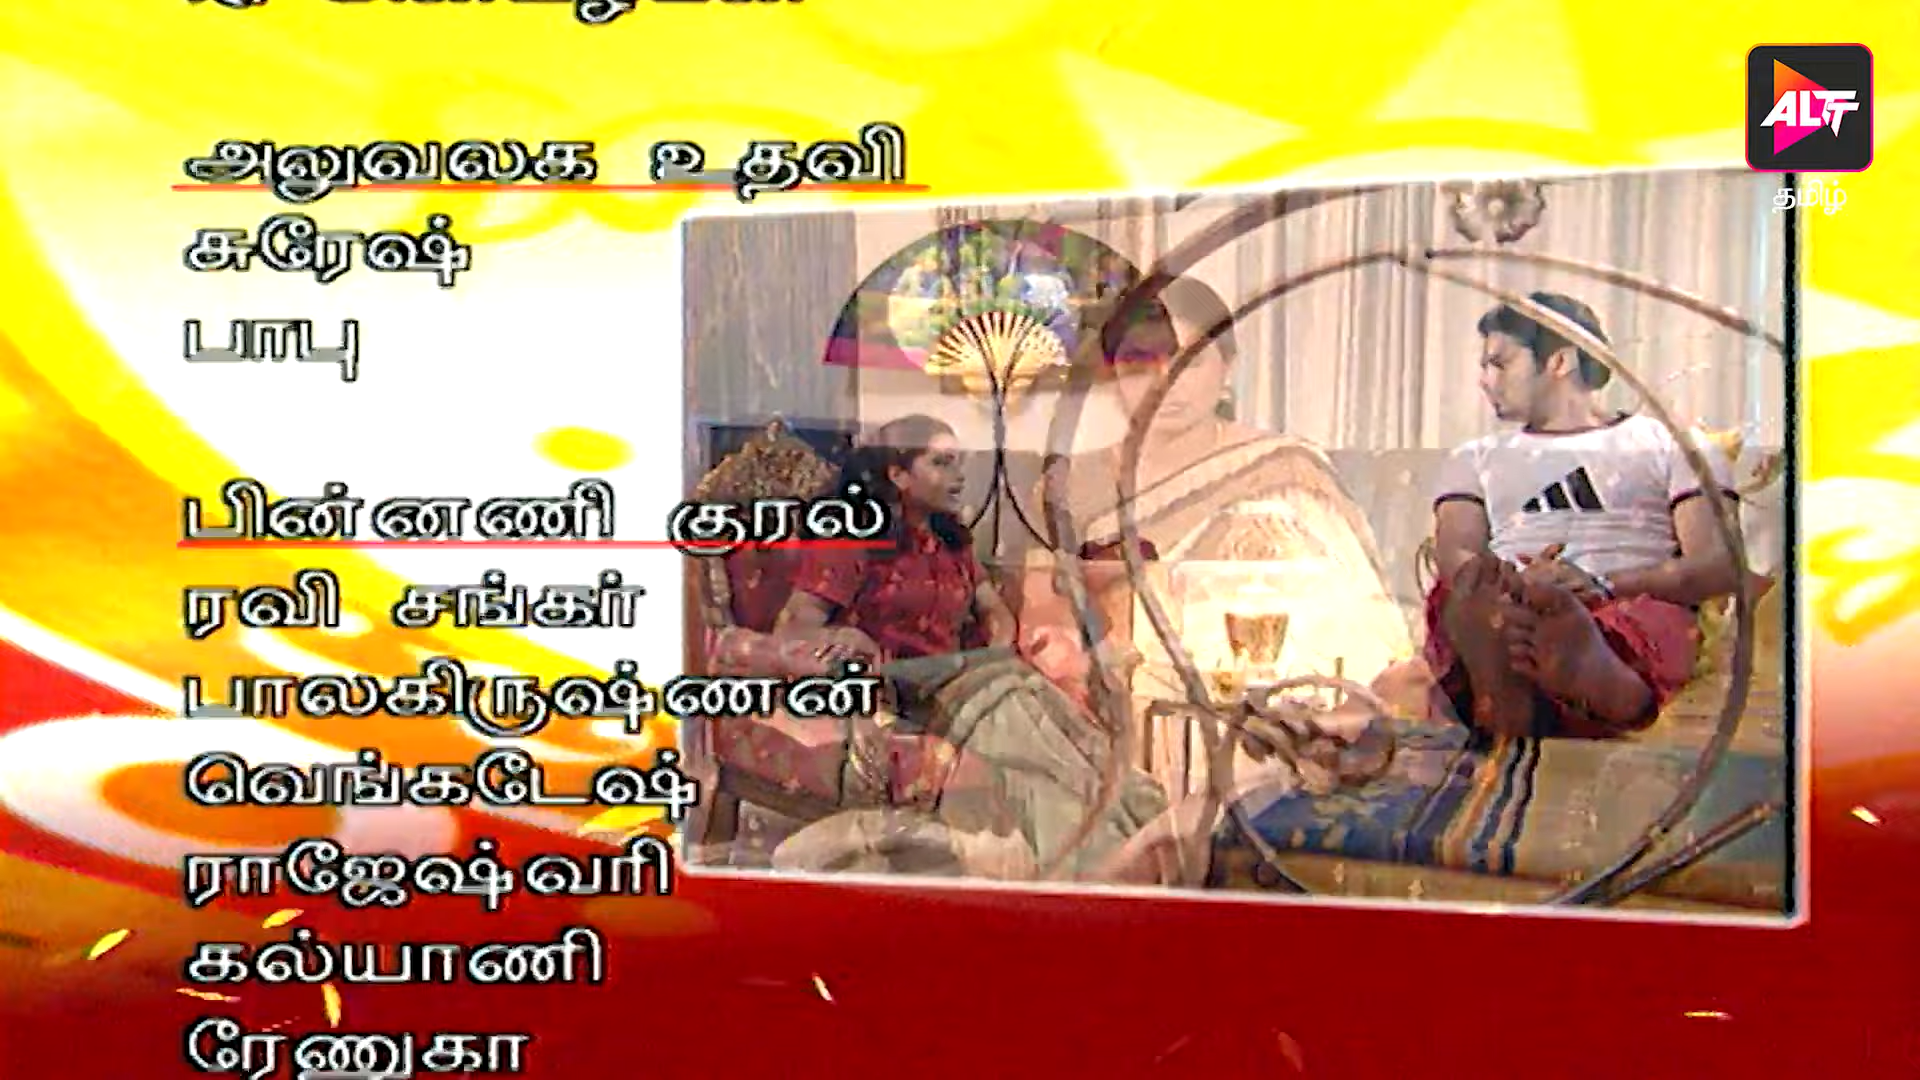 அலுவலக உதவி
சுரேஷ்
பாபு
பின்னணி குரல்
ரவி சங்கர்
பாலகிருஷ்ணன்
வெங்கடேஷ்
ராஜேஷ்வரி
கல்யாணி
ரேணுகா
ALTT
தமிழ்